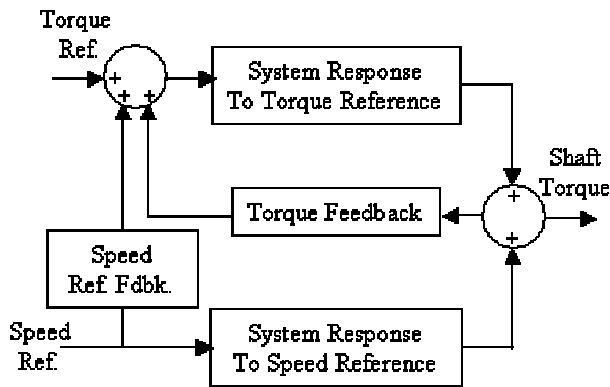 Torque
Ref.
+
+ +
System Response
To Torque Reference
Shaft
Torque
+
+
Torque Feedback
Speed
Ref. Fdbk.
Speed
Ref.
System Response
To Speed Reference